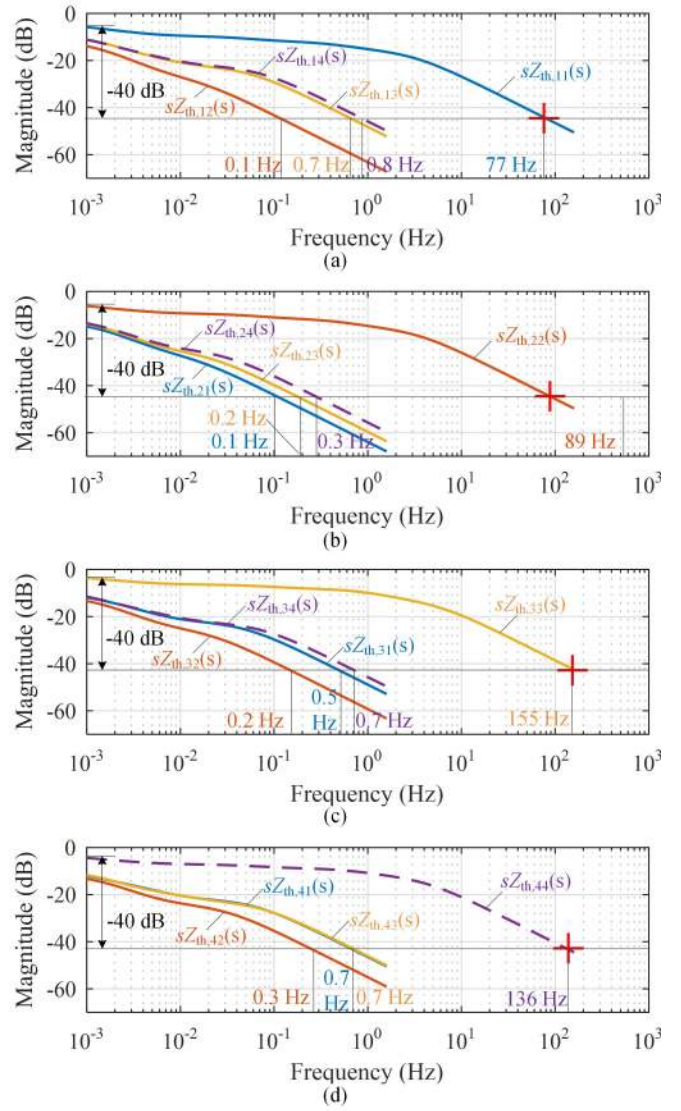 0
-20
-40
-60
Magnitude (dB)
-40 dB
sZth,14(s)
sZth,13(s)
sZth,12(s)
sZth,11(s)
0.1 Hz
0.7 Hz
0.8 Hz
77 Hz
10-3 10-2 10-1 100 101 102 103
Frequency (Hz)
(a)
0
-20
-40
-60
Magnitude (dB)
-40 dB
sZth,24(s)
sZth,23(s)
sZth,21(s)
sZth,22(s)
0.2 Hz
0.1 Hz
0.3 Hz
89 Hz
10-3 10-2 10-1 100 101 102 103
Frequency (Hz)
(b)
0
-20
-40
-60
Magnitude (dB)
-40 dB
sZth,34(s)
sZth,31(s)
sZth,32(s)
sZth,33(s)
0.2 Hz
0.5
Hz
0.7 Hz
155 Hz
10-3 10-2 10-1 100 101 102 103
Frequency (Hz)
(c)
0
-20
-40
-60
Magnitude (dB)
-40 dB
sZth,41(s)
sZth,43(s)
sZth,42(s)
sZth,44(s)
0.3 Hz
0.7
Hz
0.7 Hz
136 Hz
10-3 10-2 10-1 100 101 102 103
Frequency (Hz)
(d)